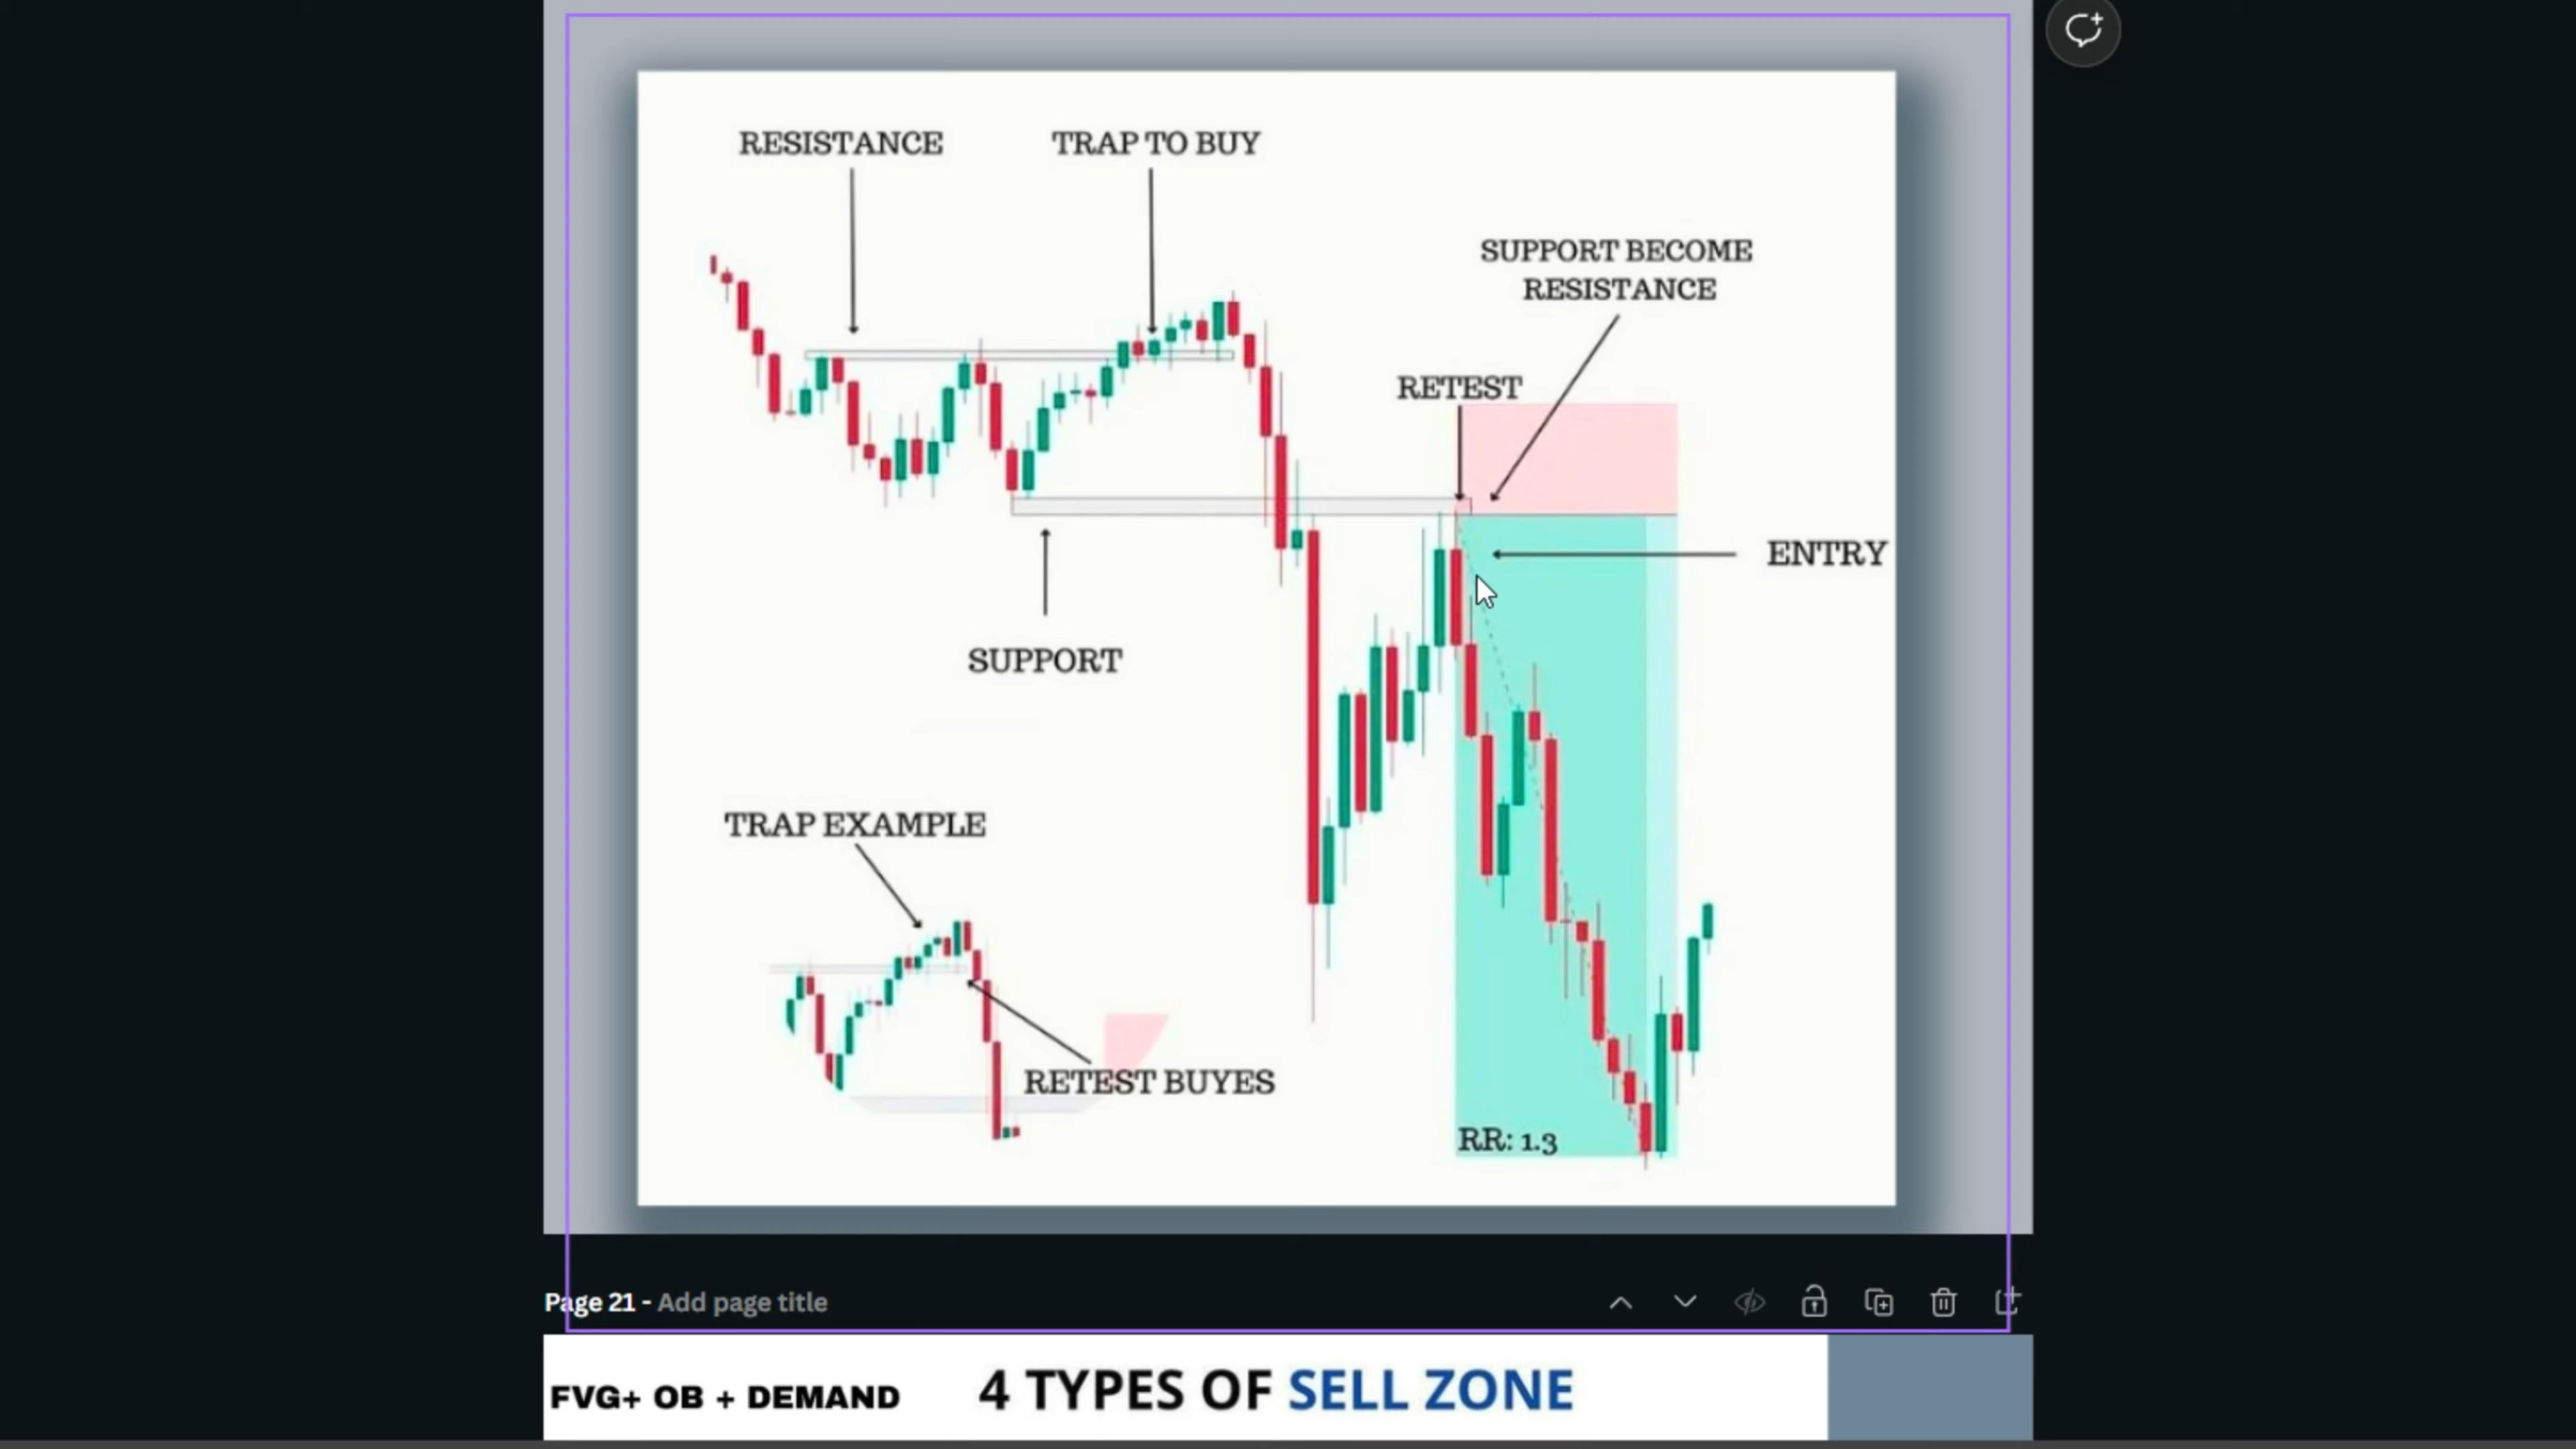 RESISTANCE
TRAP TO BUY
SUPPORT BECOME
RESISTANCE
RETEST
ENTRY
SUPPORT
TRAP EXAMPLE
RETEST BUYES
RR: 1.3
Page 21 - Add page title
FVG+ OB + DEMAND
4 TYPES OF SELL ZONE